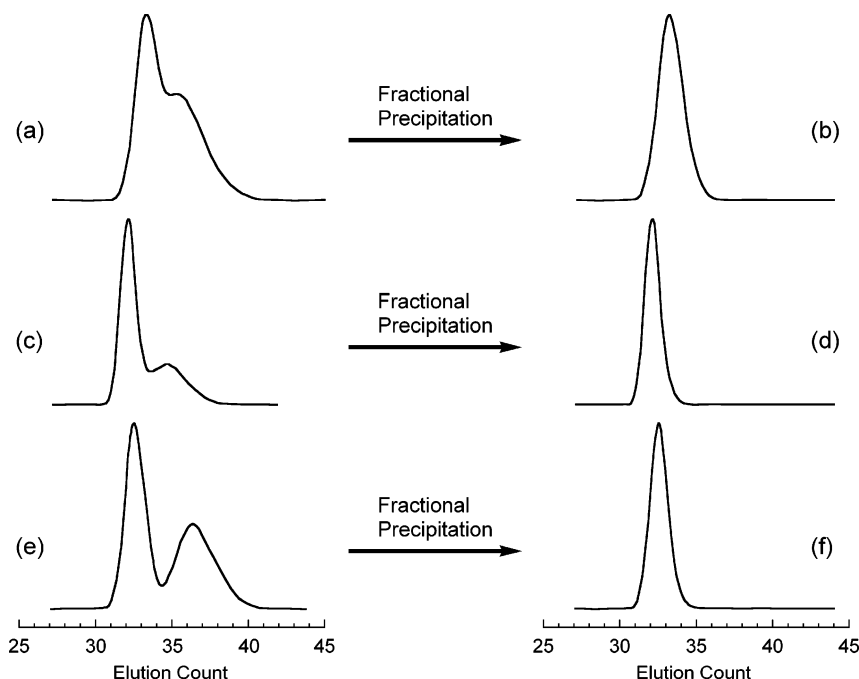 Fractional
Precipitation
(a)
(b)
Fractional
Precipitation
(c)
(d)
Fractional
Precipitation
(e)
(f)
25 30 35 40 45
25 30 35 40 45
Elution Count
Elution Count